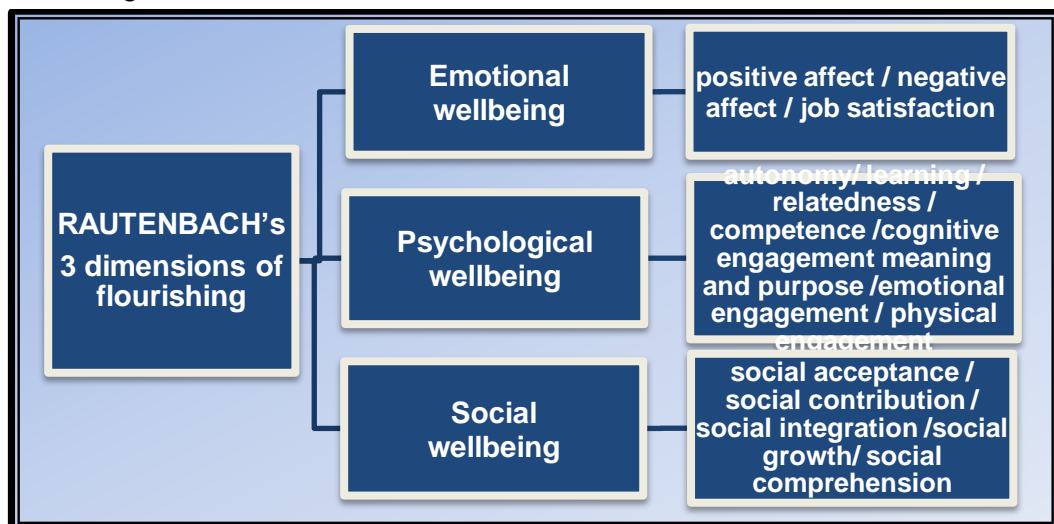 RAUTENBACH's
3 dimensions of
flourishing
Emotional
wellbeing
positive affect / negative
affect / job satisfaction
Psychological
wellbeing
autonomy/ learning /
relatedness /
competence /cognitive
engagement meaning
and purpose /emotional
engagement / physical
engagement
Social
wellbeing
social acceptance /
social contribution /
social integration /social
growth/ social
comprehension